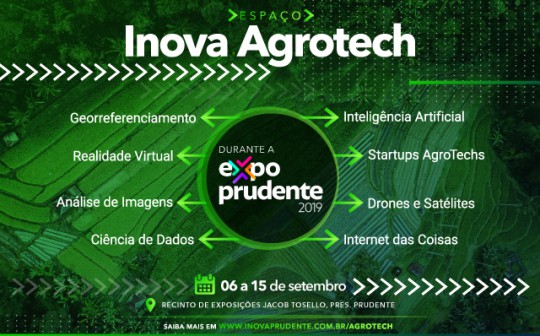 ESPAÇO
Inova Agrotech
Georreferenciamento
Realidade Virtual
Análise de Imagens
Ciência de Dados
DURANTE A
expo
prudente
2019
Inteligência Artificial
Startups AgroTechs
Drones e Satélites
Internet das Coisas
06 a 15 de setembro
RECINTO DE EXPOSIÇÕES JACOB TOSELLO, PRES. PRUDENTE
SAIBA MAIS EM WWW.INOVAPRUDENTE.COM.BR/AGROTECH